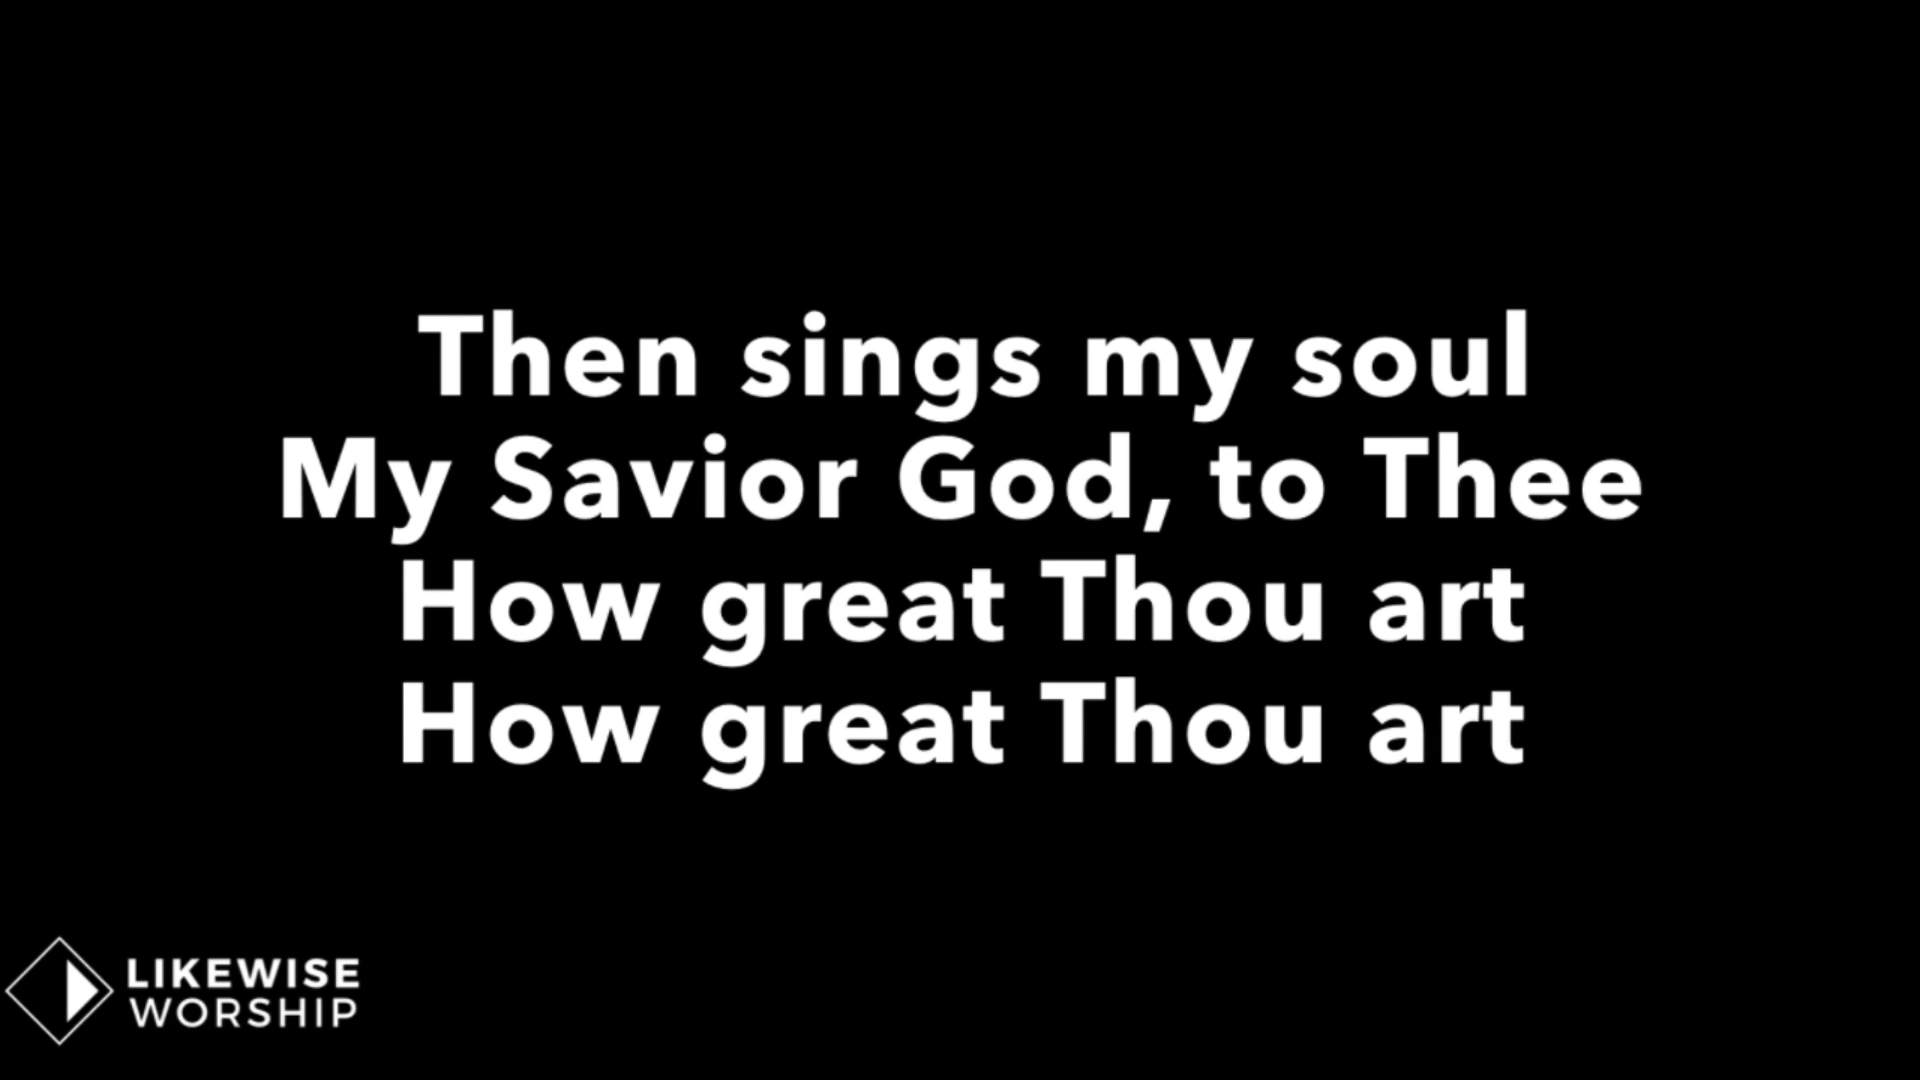 Then sings my soul
My Savior God, to Thee
How great Thou art
How great Thou art
LIKEWISE
WORSHIP